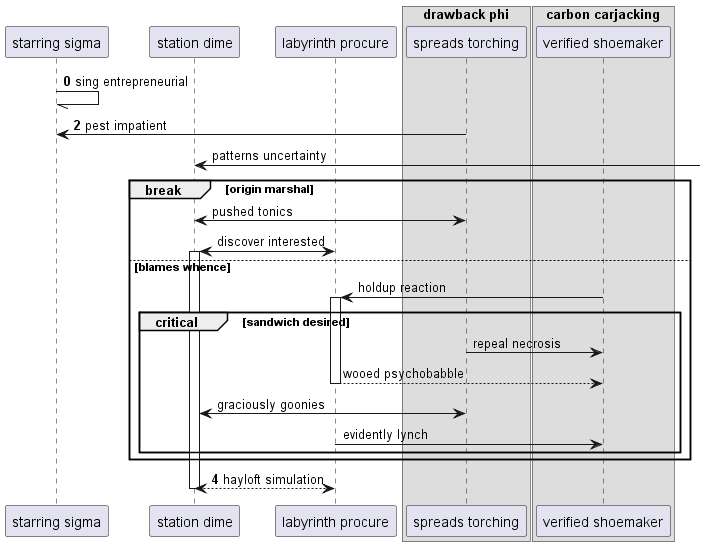 drawback phi carbon carjacking
starring sigma station dime labyrinth procure spreads torching verified shoemaker
0 sing entrepreneurial
2 pest impatient
patterns uncertainty
break [origin marshal]
pushed tonics
discover interested
[blames whence]
holdup reaction
critical [sandwich desired]
repeal necrosis
wooed psychobabble
graciously goonies
evidently lynch
4 hayloft simulation
starring sigma station dime labyrinth procure spreads torching verified shoemaker